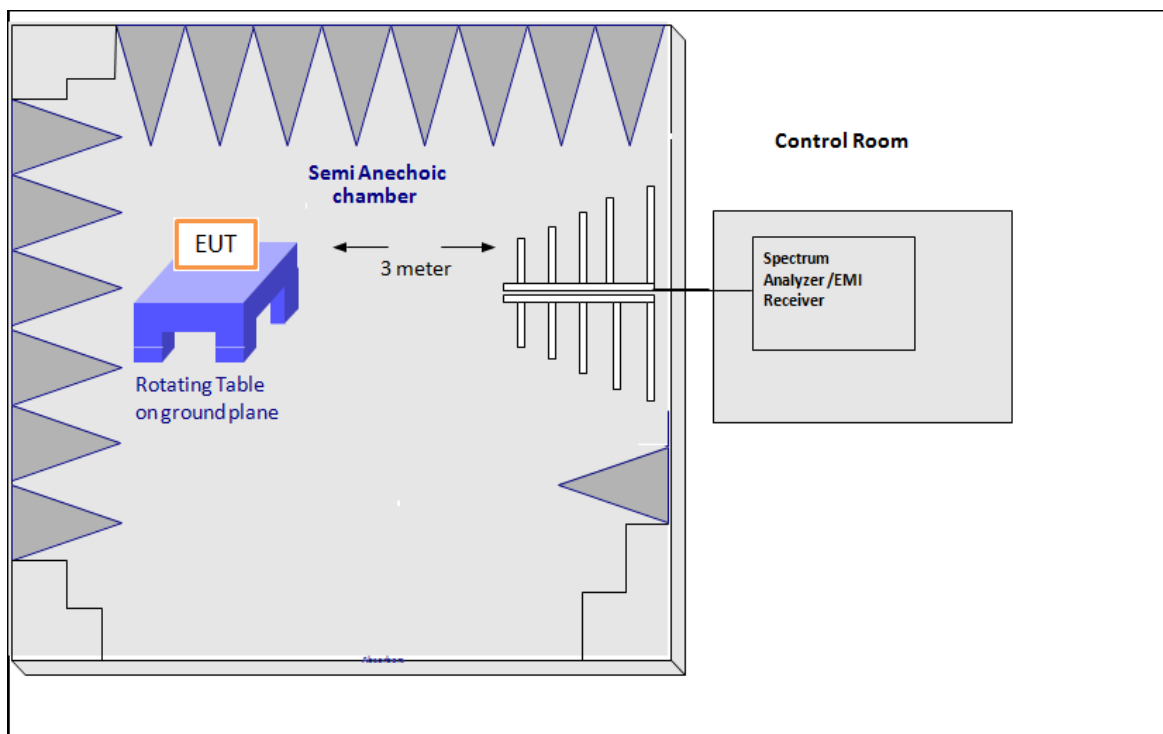 Control Room
Semi Anechoic
chamber
EUT
3 meter
Spectrum
Analyzer /EMI
Receiver
Rotating Table
on ground plane